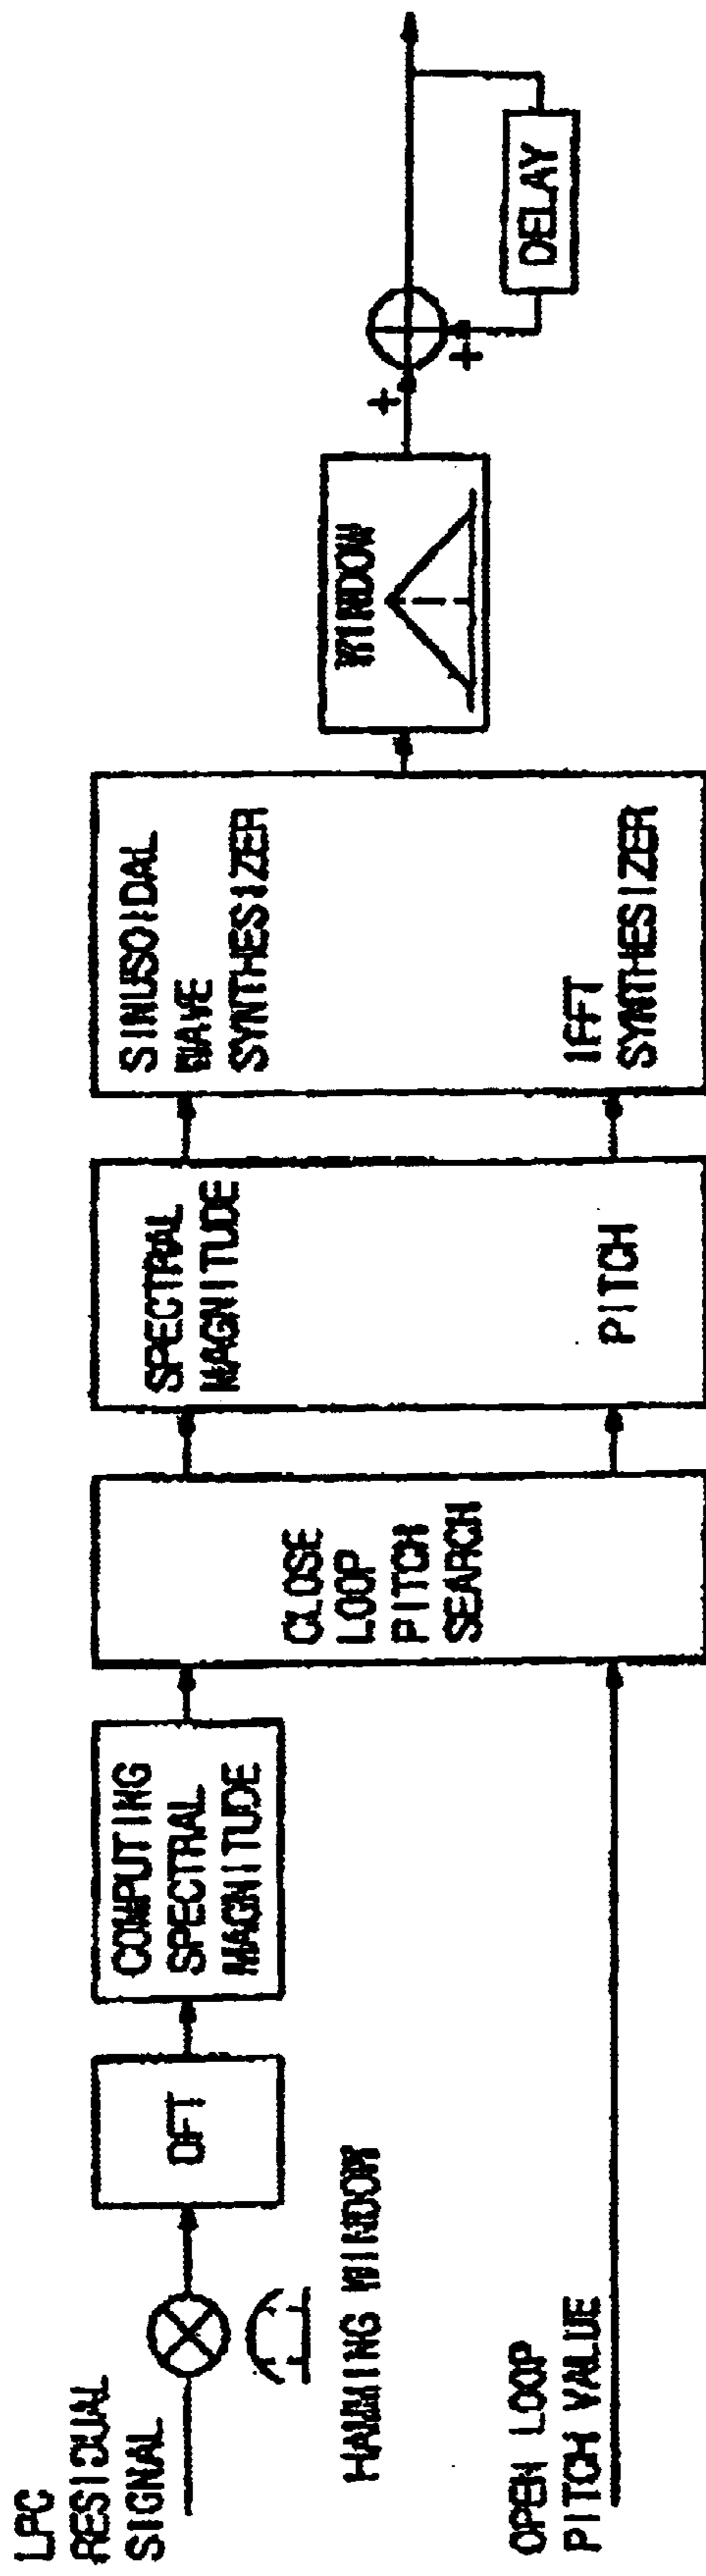 LPC
RESIDUAL
SIGNAL
HAMMING WINDOW
OPEN LOOP
PITCH VALUE
DFT
COMPUTING
SPECTRAL
MAGNITUDE
CLOSE
LOOP
PITCH
SEARCH
SPECTRAL
MAGNITUDE
PITCH
SINUSOIDAL
WAVE
SYNTHESIZER
IFFT
SYNTHESIZER
WINDOW
+
+
DELAY